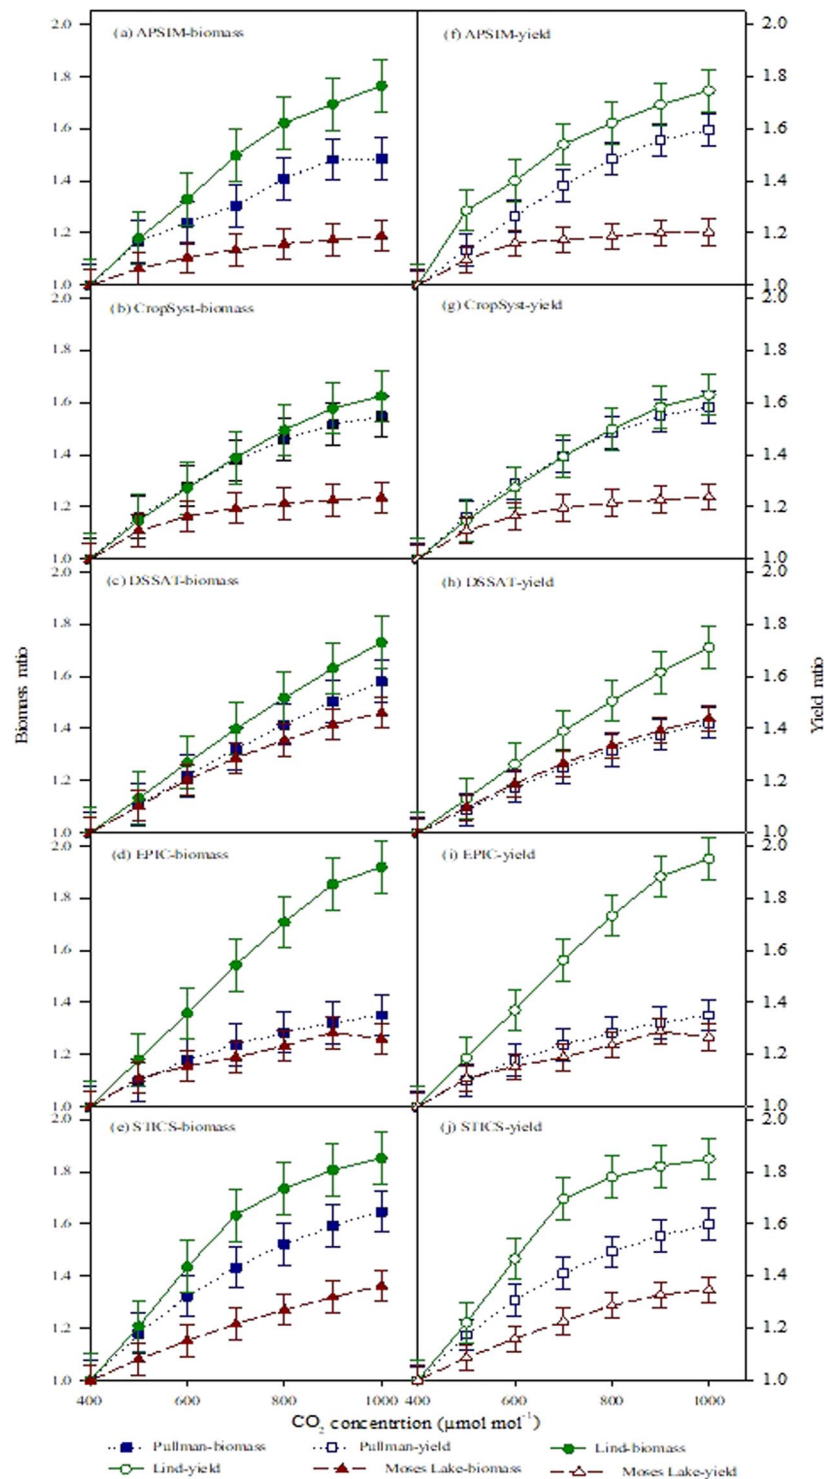 2.0 2.0
(a) APSIM-biomass (f) APSIM-yield
1.8 1.8
1.6 1.6
1.4 1.4
1.2 1.2
1.0 1.0
2.0 2.0
(b) CropSyst-biomass (g) CropSyst-yield
1.8 1.8
1.6 1.6
1.4 1.4
1.2 1.2
1.0 1.0
2.0 2.0
(c) DSSAT-biomass (h) DSSAT-yield
1.8 1.8
1.6 1.6
Biomass ratio
Yield ratio
1.4 1.4
1.2 1.2
1.0 1.0
2.0 2.0
(d) EPIC-biomass (i) EPIC-yield
1.8 1.8
1.6 1.6
1.4 1.4
1.2 1.2
1.0 1.0
2.0 2.0
(e) STICS-biomass (j) STICS-yield
1.8 1.8
1.6 1.6
1.4 1.4
1.2 1.2
1.0 1.0
400 600 800 1000 400 600 800 1000
CO₂ concentrtion (μmol mol⁻¹)
Pullman-biomass Pullman-yield Lind-biomass
Lind-yield Moses Lake-biomass Moses Lake-yield